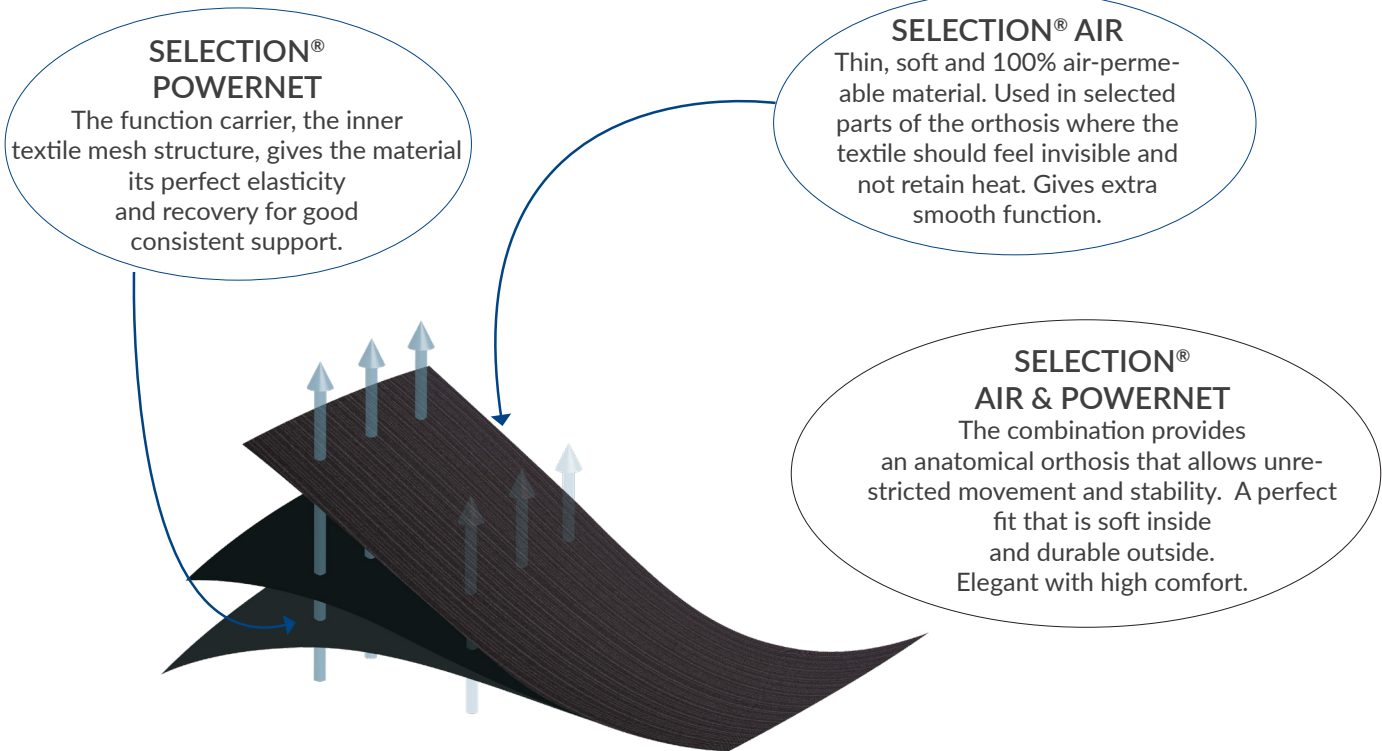 SELECTION®
POWERNET
The function carrier, the inner
textile mesh structure, gives the material
its perfect elasticity
and recovery for good
consistent support.
SELECTION® AIR
Thin, soft and 100% air-perme-
able material. Used in selected
parts of the orthosis where the
textile should feel invisible and
not retain heat. Gives extra
smooth function.
SELECTION®
AIR & POWERNET
The combination provides
an anatomical orthosis that allows unre-
stricted movement and stability.  A perfect
fit that is soft inside
and durable outside.
Elegant with high comfort.